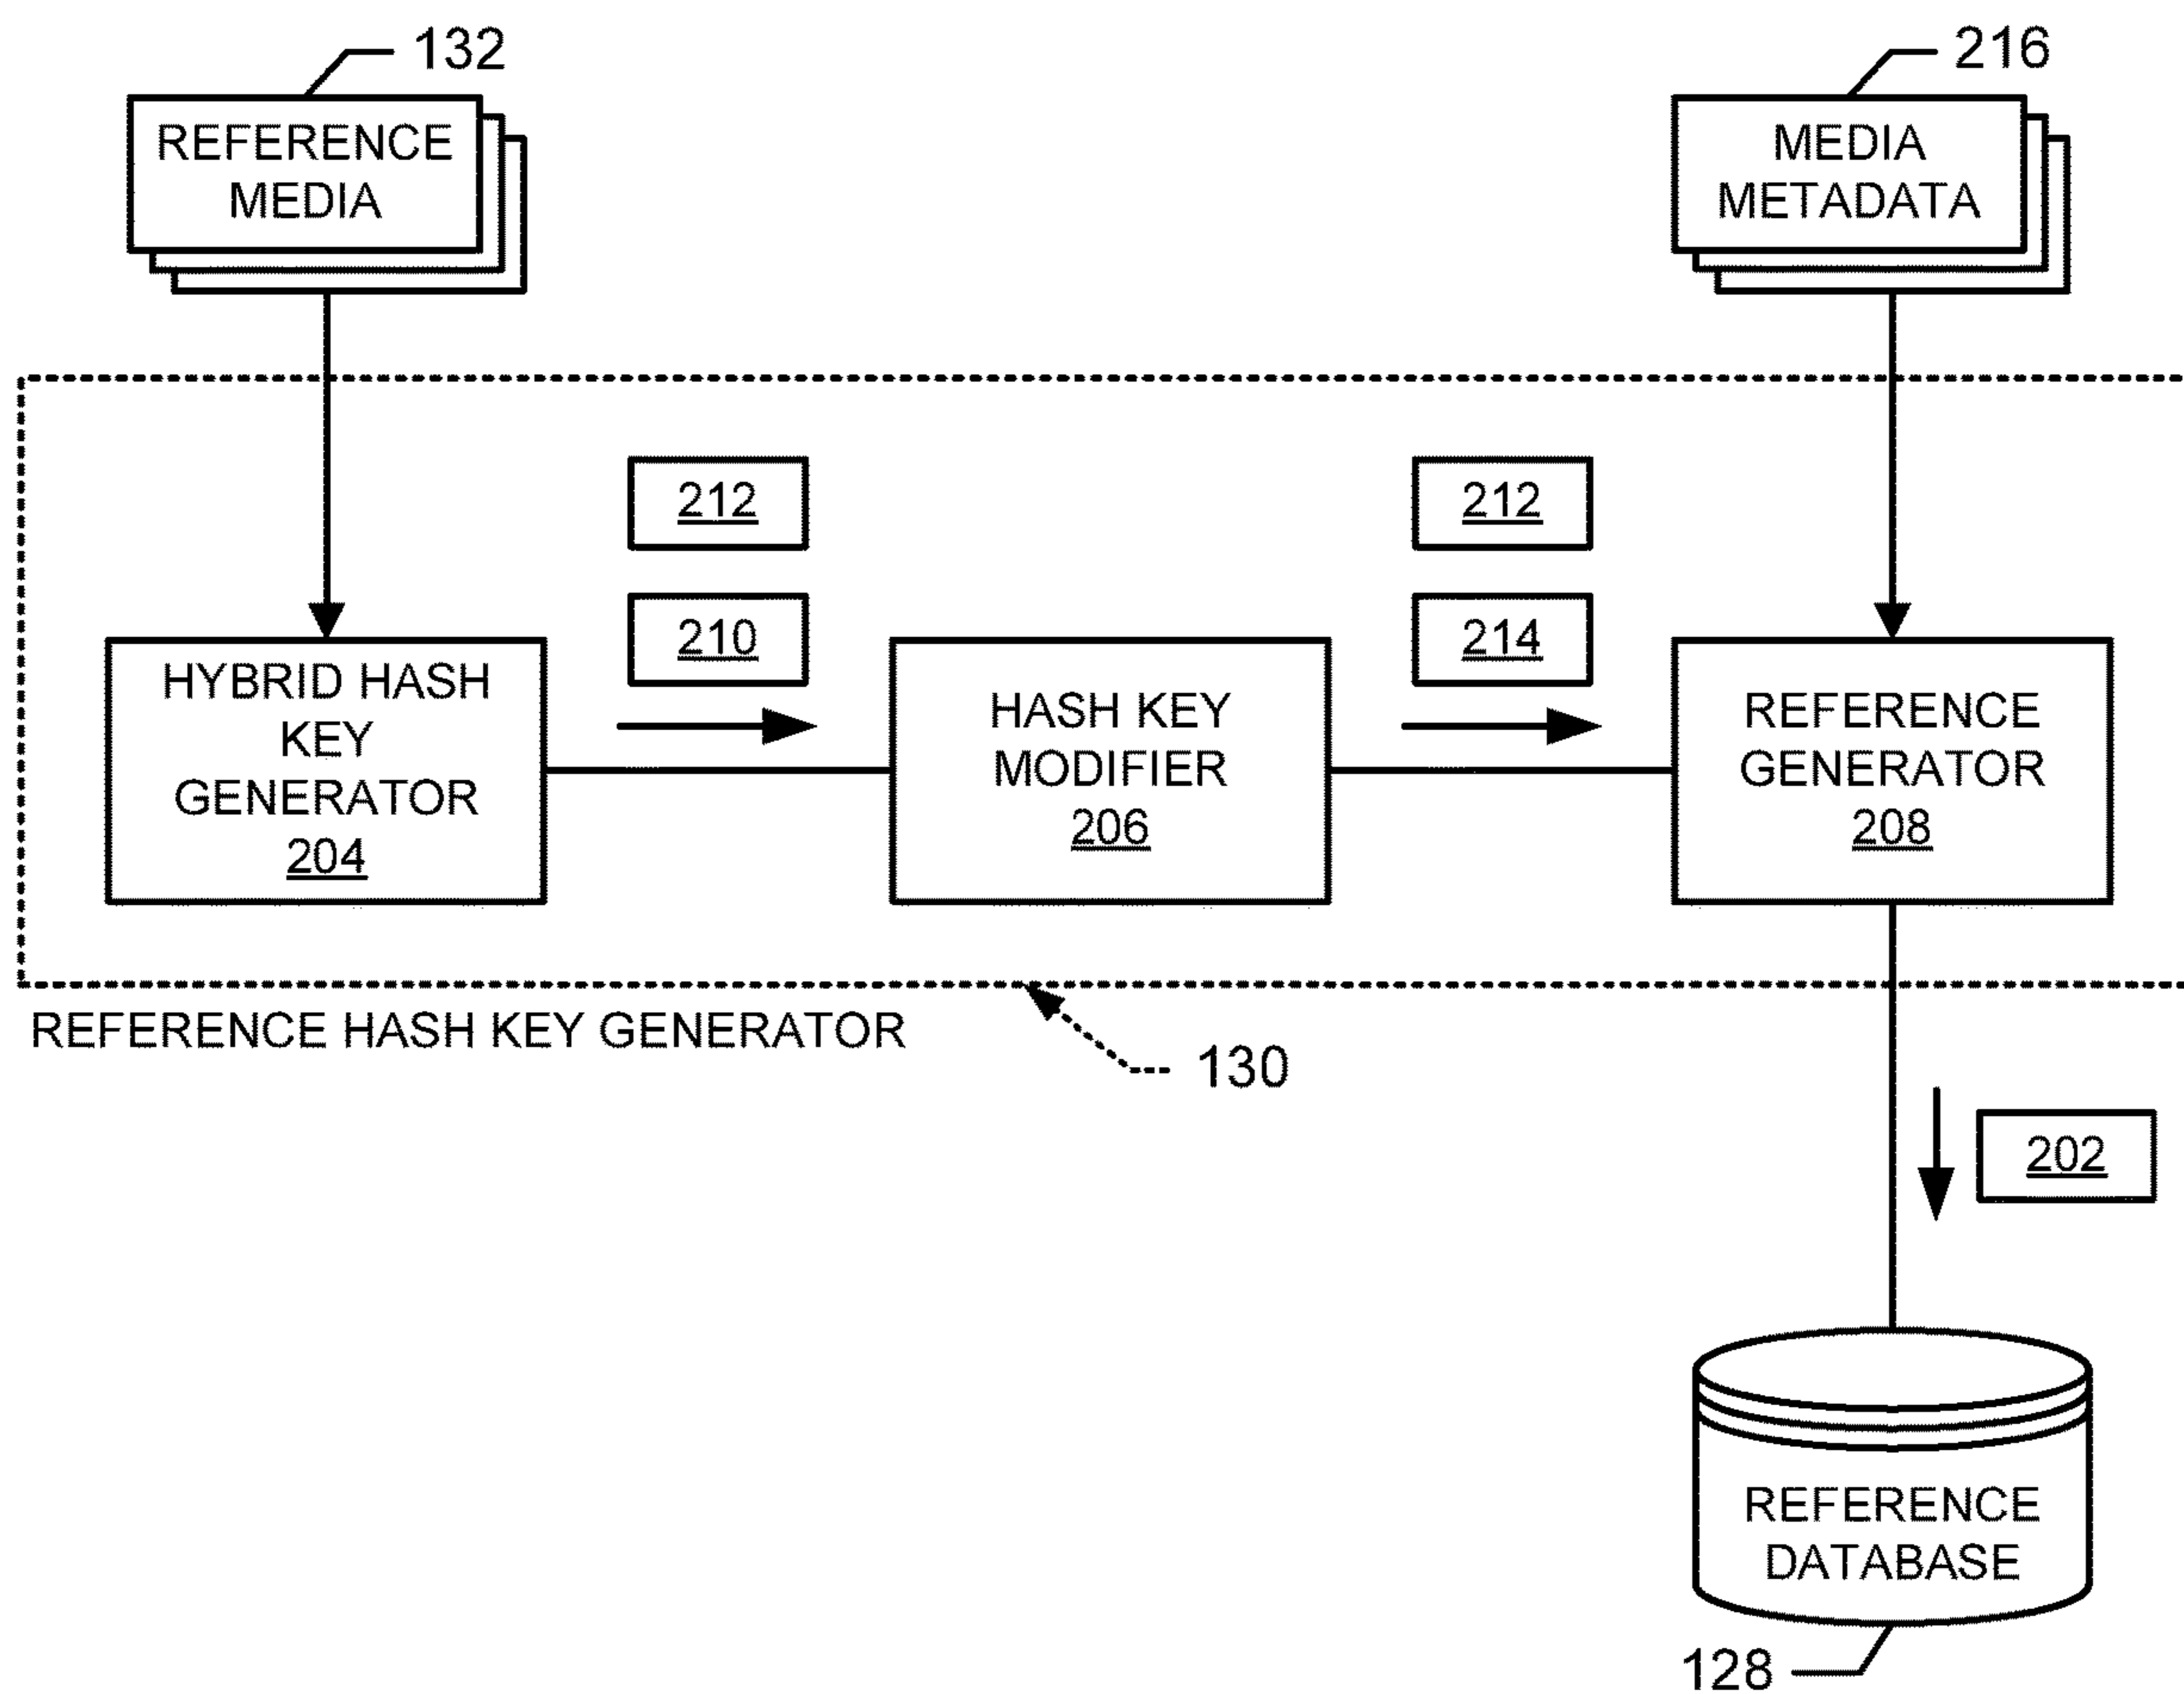 132
216
REFERENCE
MEDIA
MEDIA
METADATA
212
212
210
214
HYBRID HASH
KEY
GENERATOR
204
HASH KEY
MODIFIER
206
REFERENCE
GENERATOR
208
REFERENCE HASH KEY GENERATOR
130
202
REFERENCE
DATABASE
128